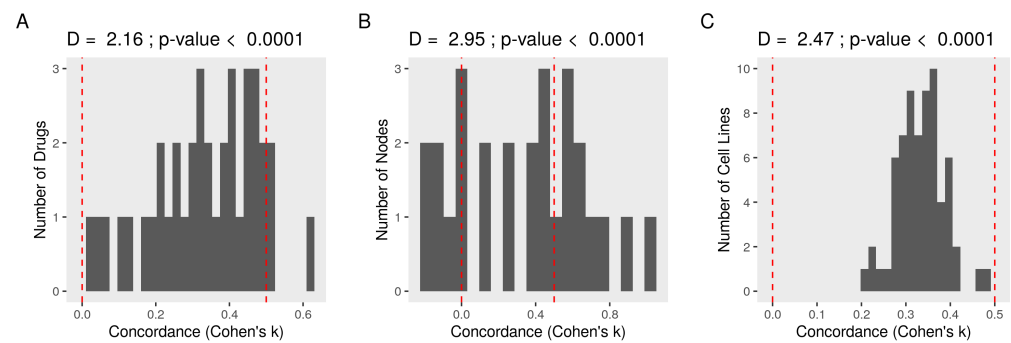 A
D = 2.16 ; p-value < 0.0001
Number of Drugs
3
2
1
0
0.0 0.2 0.4 0.6
Concordance (Cohen's k)
B
D = 2.95 ; p-value < 0.0001
Number of Nodes
3
2
1
0
0.0 0.4 0.8
Concordance (Cohen's k)
C
D = 2.47 ; p-value < 0.0001
Number of Cell Lines
10
8
6
4
2
0
0.0 0.1 0.2 0.3 0.4 0.5
Concordance (Cohen's k)